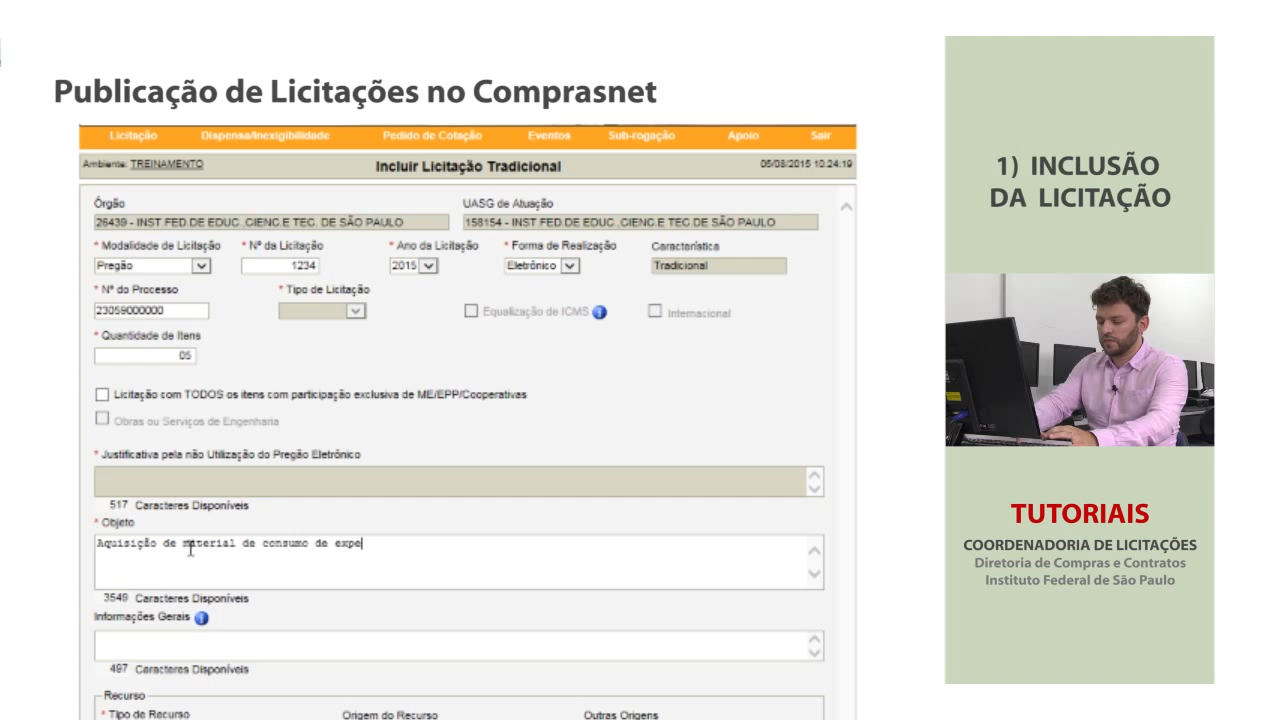 Publicação de Licitações no Comprasnet
Licitação Dispensa/Inexigibilidade Pedido de Cotação Eventos Sub-rogação Apoio Sair
Ambiente: TREINAMENTO Incluir Licitação Tradicional 05/08/2015 10:24:19
Órgão UASG de Atuação
26439 - INST.FED.DE EDUC.,CIENC.E TEC. DE SÃO PAULO 158154 - INST.FED.DE EDUC.,CIENC.E TEC.DE SÃO PAULO
* Modalidade de Licitação * Nº da Licitação * Ano da Licitação * Forma de Realização Característica
Pregão 1234 2015 Eletrônico Tradicional
* Nº do Processo * Tipo de Licitação
23059000000 Equalização de ICMS Internacional
* Quantidade de Itens
05
Licitação com TODOS os itens com participação exclusiva de ME/EPP/Cooperativas
Obras ou Serviços de Engenharia
* Justificativa pela não Utilização do Pregão Eletrônico
517 Caracteres Disponíveis
* Objeto
Aquisição de material de consumo de expe
3549 Caracteres Disponíveis
Informações Gerais
497 Caracteres Disponíveis
Recurso
* Tipo de Recurso Origem do Recurso Outras Origens
1) INCLUSÃO
DA LICITAÇÃO
TUTORIAIS
COORDENADORIA DE LICITAÇÕES
Diretoria de Compras e Contratos
Instituto Federal de São Paulo